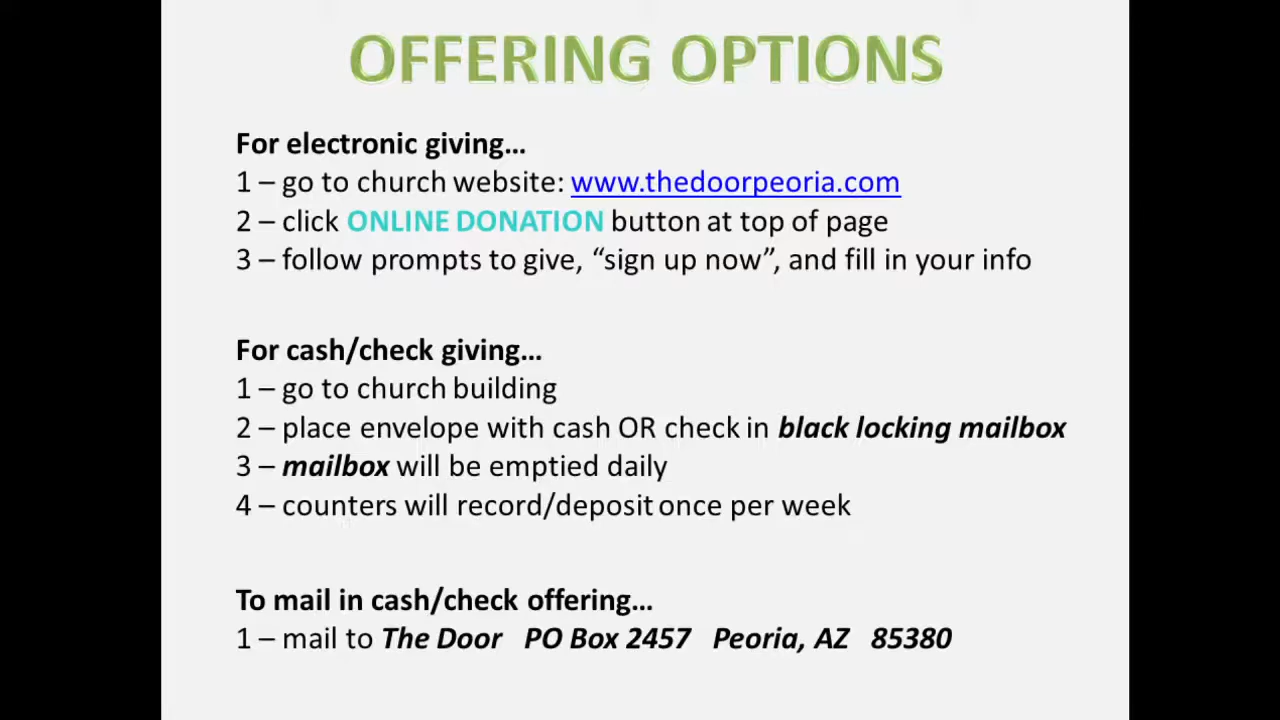 OFFERING OPTIONS
For electronic giving…
1 – go to church website: www.thedoorpeoria.com
2 – click ONLINE DONATION button at top of page
3 – follow prompts to give, “sign up now”, and fill in your info
For cash/check giving…
1 – go to church building
2 – place envelope with cash OR check in black locking mailbox
3 – mailbox will be emptied daily
4 – counters will record/deposit once per week
To mail in cash/check offering…
1 – mail to The Door PO Box 2457 Peoria, AZ 85380